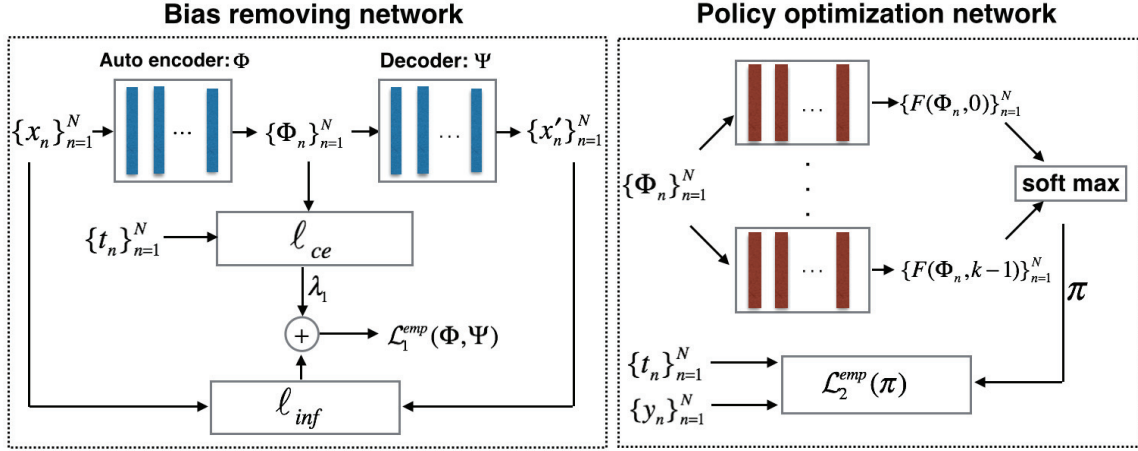 Bias removing network
Auto encoder: Φ
Decoder: Ψ
{x_n}_{n=1}^N
...
{Φ_n}_{n=1}^N
...
{x'_n}_{n=1}^N
{t_n}_{n=1}^N
ℓ_ce
λ_1
+
ℒ_1^{emp}(Φ,Ψ)
ℓ_inf
Policy optimization network
...
{F(Φ_n,0)}_{n=1}^N
{Φ_n}_{n=1}^N
soft max
...
{F(Φ_n,k−1)}_{n=1}^N
π
{t_n}_{n=1}^N
ℒ_2^{emp}(π)
{y_n}_{n=1}^N